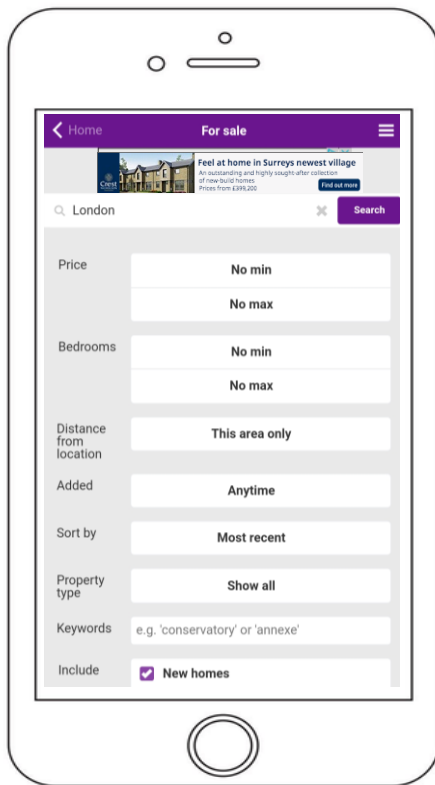 Home
For sale
Crest
Feel at home in Surreys newest village
An outstanding and highly sought-after collection
of new-build homes
Prices from £399,200
Find out more
London
Search
Price
No min
No max
Bedrooms
No min
No max
Distance
from
location
This area only
Added
Anytime
Sort by
Most recent
Property
type
Show all
Keywords
e.g. 'conservatory' or 'annexe'
Include
New homes